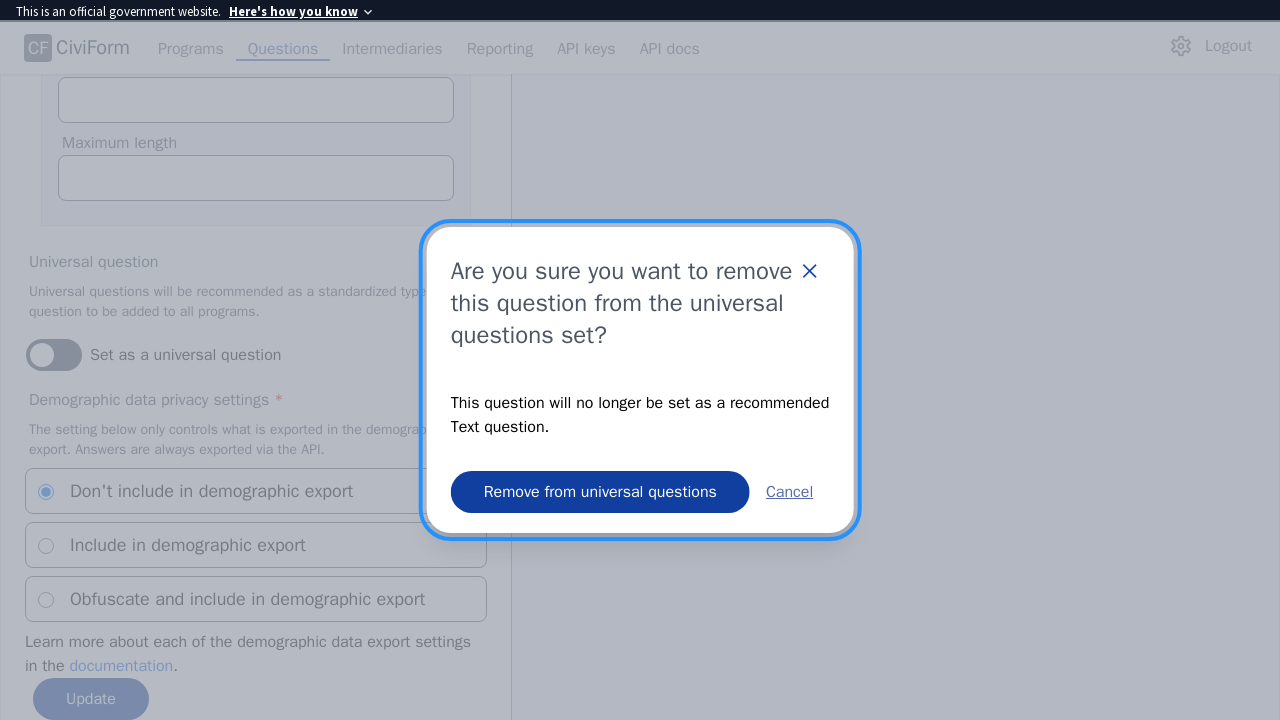 This is an official government website. Here's how you know
CF CiviForm Programs Questions Intermediaries Reporting API keys API docs Logout
Maximum length
Universal question
Universal questions will be recommended as a standardized type
question to be added to all programs.
Set as a universal question
Demographic data privacy settings *
The setting below only controls what is exported in the
export. Answers are always exported via the API.
Don't include in demographic export
Include in demographic export
Obfuscate and include in demographic export
Learn more about each of the demographic data export settings
in the documentation.
Update
Are you sure you want to remove
this question from the universal
questions set?
This question will no longer be set as a recommended
Text question.
Remove from universal questions Cancel